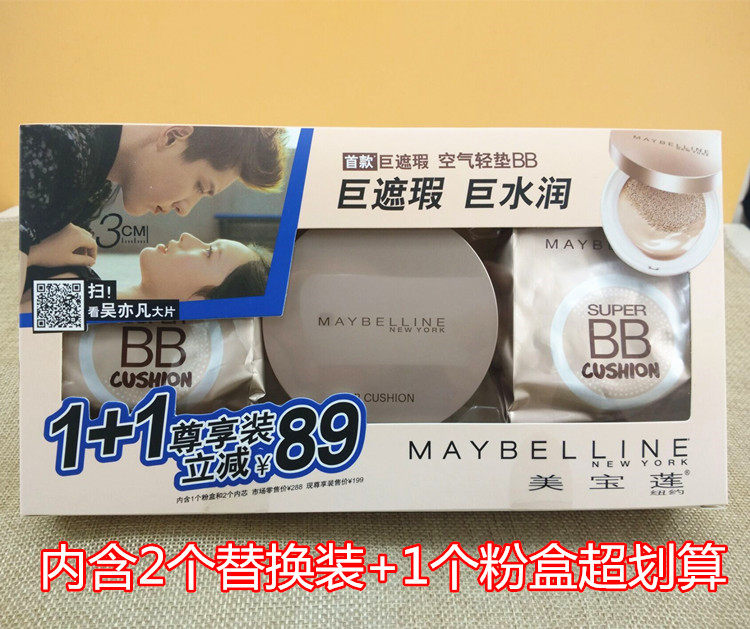 首款 巨遮瑕 空气轻垫BB
巨遮瑕 巨水润
MAYBELLINE
3CM
扫!
看吴亦凡大片
MAYB
SUPER
BB
CUSHION
MAYBELLINE
NEW YORK
CUSHION
SUPER
BB
CUSHION
1+1尊享装
立减¥89
内含1个粉盒和2个内芯 市场零售价¥288 现尊享装售价¥199
MAYBELLINE
NEW YORK
美宝莲®
纽约
内含2个替换装+1个粉盒超划算